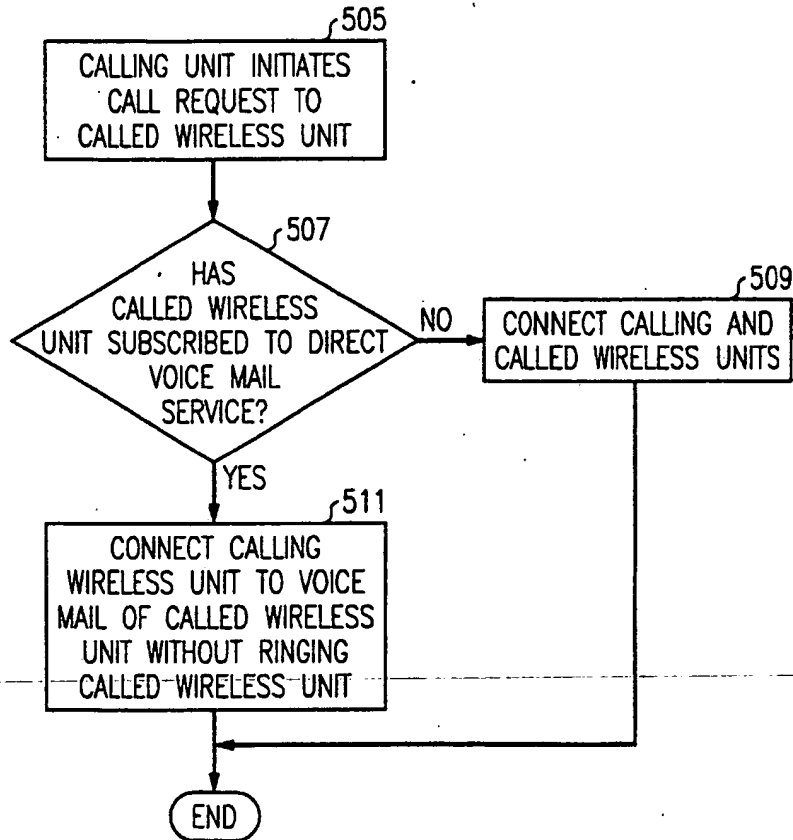 505
CALLING UNIT INITIATES
CALL REQUEST TO
CALLED WIRELESS UNIT
507
HAS
CALLED WIRELESS
UNIT SUBSCRIBED TO DIRECT
VOICE MAIL
SERVICE?
NO
509
CONNECT CALLING AND
CALLED WIRELESS UNITS
YES
511
CONNECT CALLING
WIRELESS UNIT TO VOICE
MAIL OF CALLED WIRELESS
UNIT WITHOUT RINGING
CALLED WIRELESS UNIT
END